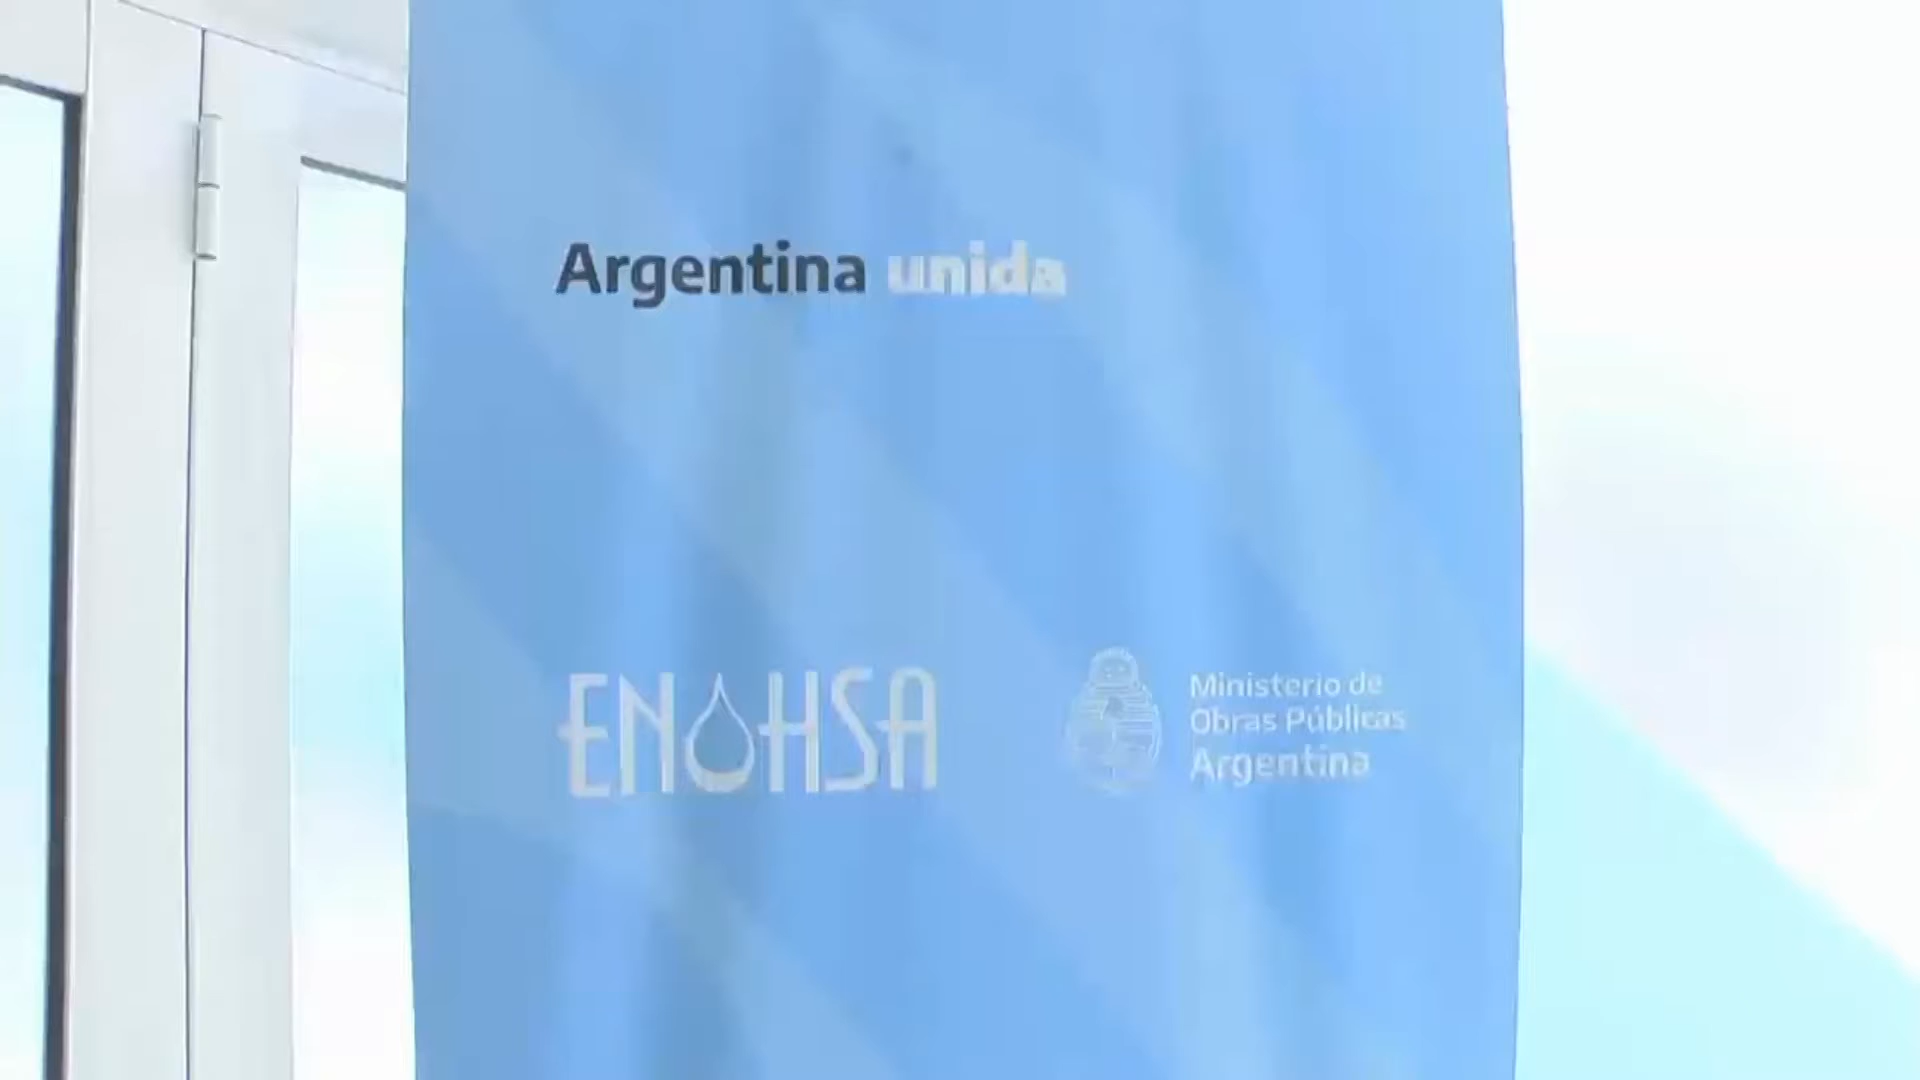 Argentina unida
ENOHSA
Ministerio de
Obras Públicas
Argentina